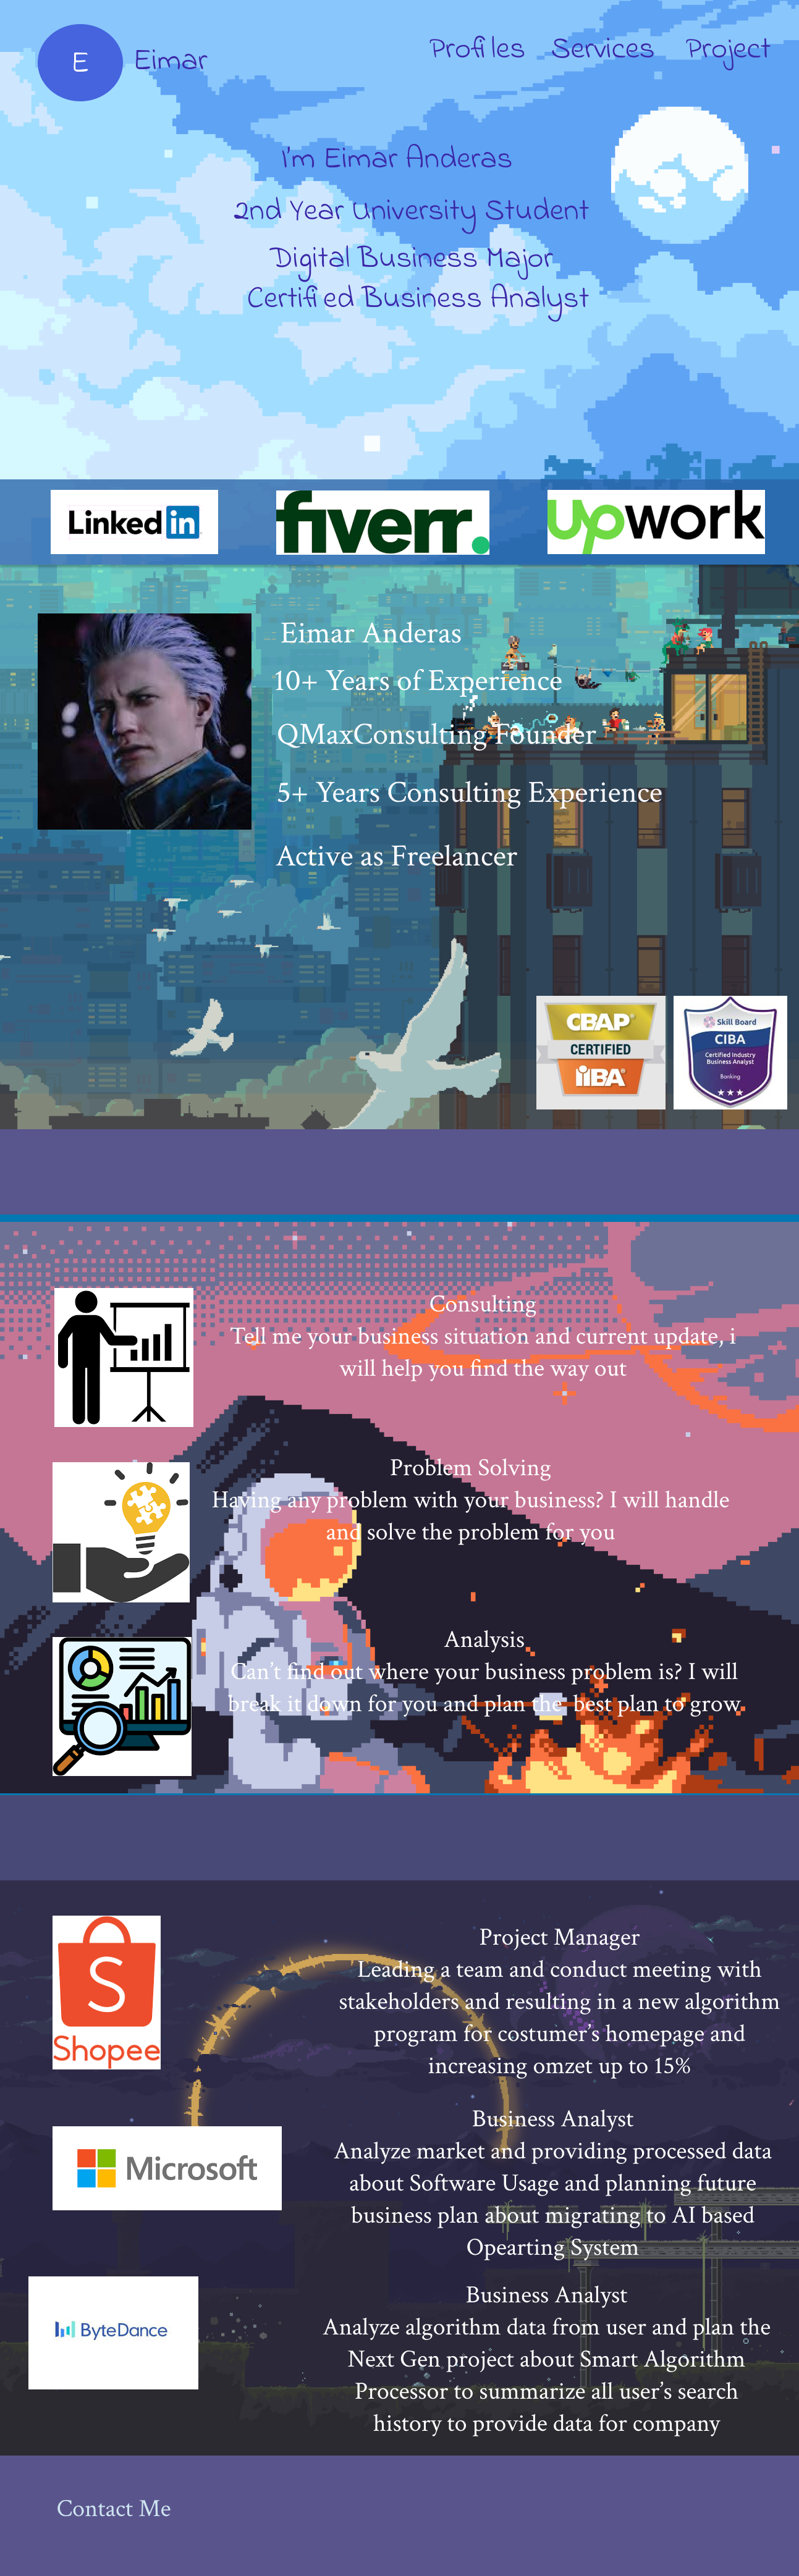 E
Eimar
Profiles
Services
Project
I'm Eimar Anderas
2nd Year University Student
Digital Business Major
Certified Business Analyst
Linked in
fiverr.
upwork
Eimar Anderas
10+ Years of Experience
QMaxConsulting Founder
5+ Years Consulting Experience
Active as Freelancer
CBAP®
CERTIFIED
IIBA®
Skill Board
CIBA
Certified Industry
Business Analyst
Banking
Consulting
Tell me your business situation and current update, i
will help you find the way out
Problem Solving
Having any problem with your business? I will handle
and solve the problem for you
Analysis
Can't find out where your business problem is? I will
break it down for you and plan the best plan to grow
S
Shopee
Project Manager
Leading a team and conduct meeting with
stakeholders and resulting in a new algorithm
program for costumer's homepage and
increasing omzet up to 15%
Microsoft
Business Analyst
Analyze market and providing processed data
about Software Usage and planning future
business plan about migrating to AI based
Opearting System
ByteDance
Business Analyst
Analyze algorithm data from user and plan the
Next Gen project about Smart Algorithm
Processor to summarize all user's search
history to provide data for company
Contact Me